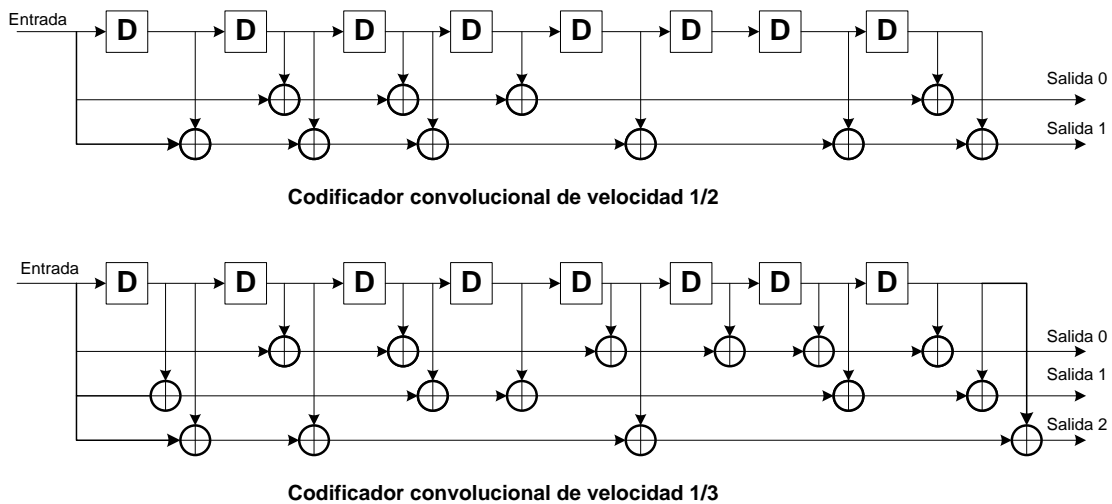 Entrada
D D D D D D D D
Salida 0
Salida 1
Codificador convolucional de velocidad 1/2
Entrada
D D D D D D D D
Salida 0
Salida 1
Salida 2
Codificador convolucional de velocidad 1/3